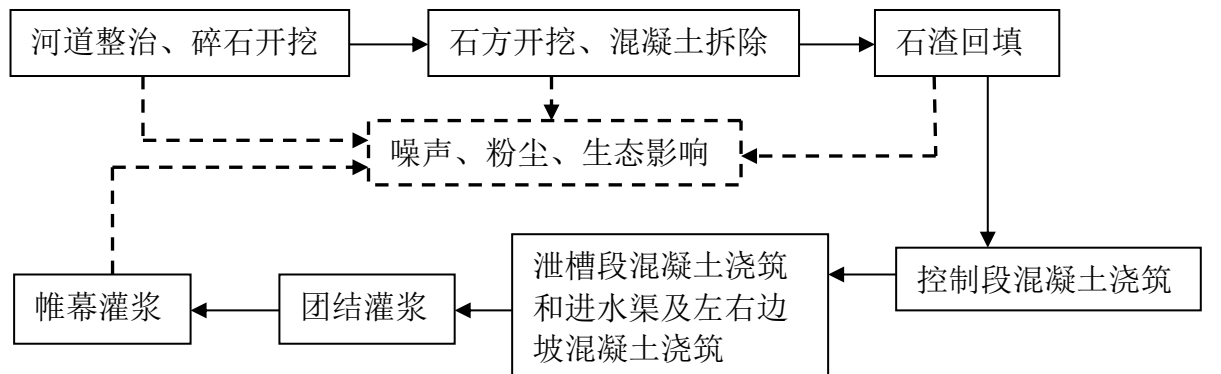 河道整治、碎石开挖
石方开挖、混凝土拆除
石渣回填
噪声、粉尘、生态影响
泄槽段混凝土浇筑
和进水渠及左右边
坡混凝土浇筑
控制段混凝土浇筑
团结灌浆
帷幕灌浆